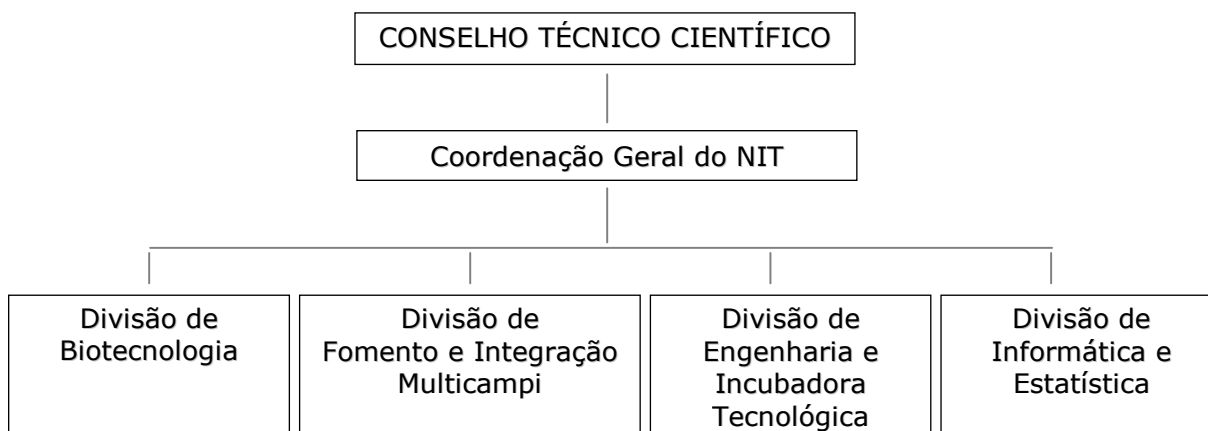 CONSELHO TÉCNICO CIENTÍFICO
Coordenação Geral do NIT
Divisão de
Biotecnologia
Divisão de
Fomento e Integração
Multicampi
Divisão de
Engenharia e
Incubadora
Tecnológica
Divisão de
Informática e
Estatística